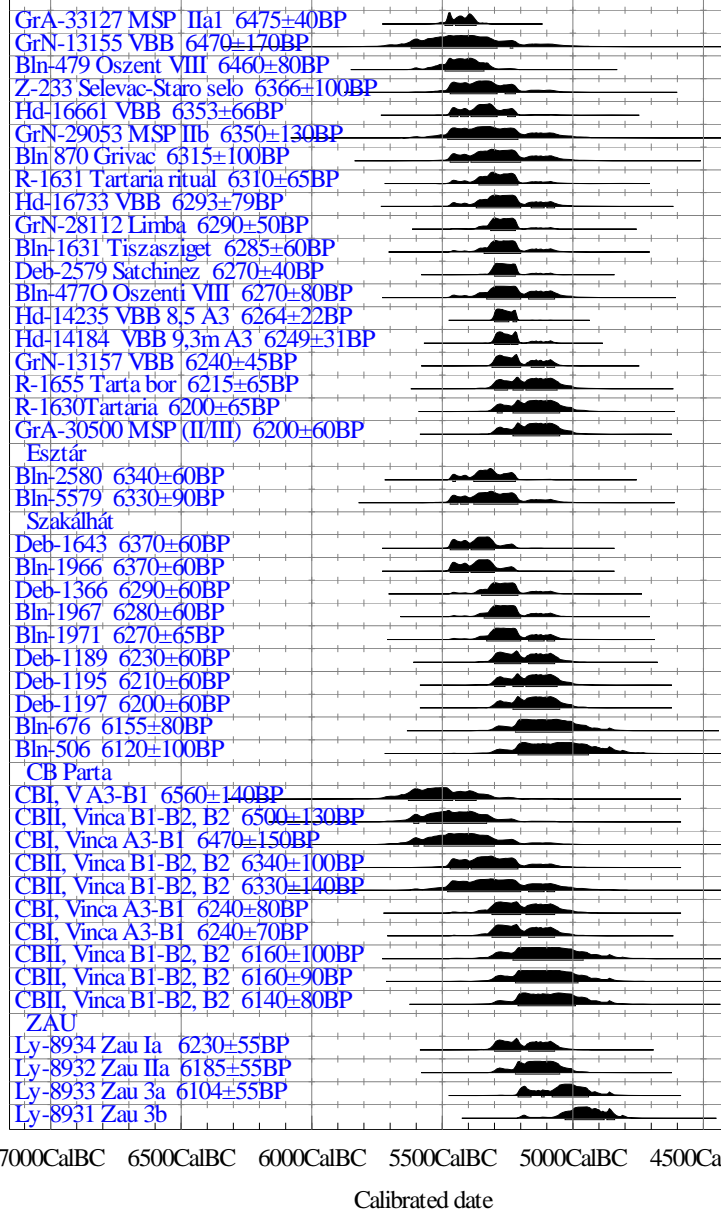 GrA-33127 MSP IIa1 6475±40BP
GrN-13155 VBB 6470±170BP
Bln-479 Oszent VIII 6460±80BP
Z-233 Selevac-Staro selo 6366±100BP
Hd-16661 VBB 6353±66BP
GrN-29053 MSP IIb 6350±130BP
Bln 870 Grivac 6315±100BP
R-1631 Tartaria ritual 6310±65BP
Hd-16733 VBB 6293±79BP
GrN-28112 Limba 6290±50BP
Bln-1631 Tiszasziget 6285±60BP
Deb-2579 Satchinez 6270±40BP
Bln-477O Oszenti VIII 6270±80BP
Hd-14235 VBB 8,5 A3 6264±22BP
Hd-14184 VBB 9,3m A3 6249±31BP
GrN-13157 VBB 6240±45BP
R-1655 Tarta bor 6215±65BP
R-1630Tartaria 6200±65BP
GrA-30500 MSP (II/III) 6200±60BP
Esztár
Bln-2580 6340±60BP
Bln-5579 6330±90BP
Szakálhát
Deb-1643 6370±60BP
Bln-1966 6370±60BP
Deb-1366 6290±60BP
Bln-1967 6280±60BP
Bln-1971 6270±65BP
Deb-1189 6230±60BP
Deb-1195 6210±60BP
Deb-1197 6200±60BP
Bln-676 6155±80BP
Bln-506 6120±100BP
CB Parta
CBI, V A3-B1 6560±140BP
CBII, Vinca B1-B2, B2 6500±130BP
CBI, Vinca A3-B1 6470±150BP
CBII, Vinca B1-B2, B2 6340±100BP
CBII, Vinca B1-B2, B2 6330±140BP
CBI, Vinca A3-B1 6240±80BP
CBI, Vinca A3-B1 6240±70BP
CBII, Vinca B1-B2, B2 6160±100BP
CBII, Vinca B1-B2, B2 6160±90BP
CBII, Vinca B1-B2, B2 6140±80BP
ZAU
Ly-8934 Zau Ia 6230±55BP
Ly-8932 Zau IIa 6185±55BP
Ly-8933 Zau 3a 6104±55BP
Ly-8931 Zau 3b
7000CalBC 6500CalBC 6000CalBC 5500CalBC 5000CalBC 4500Ca
Calibrated date